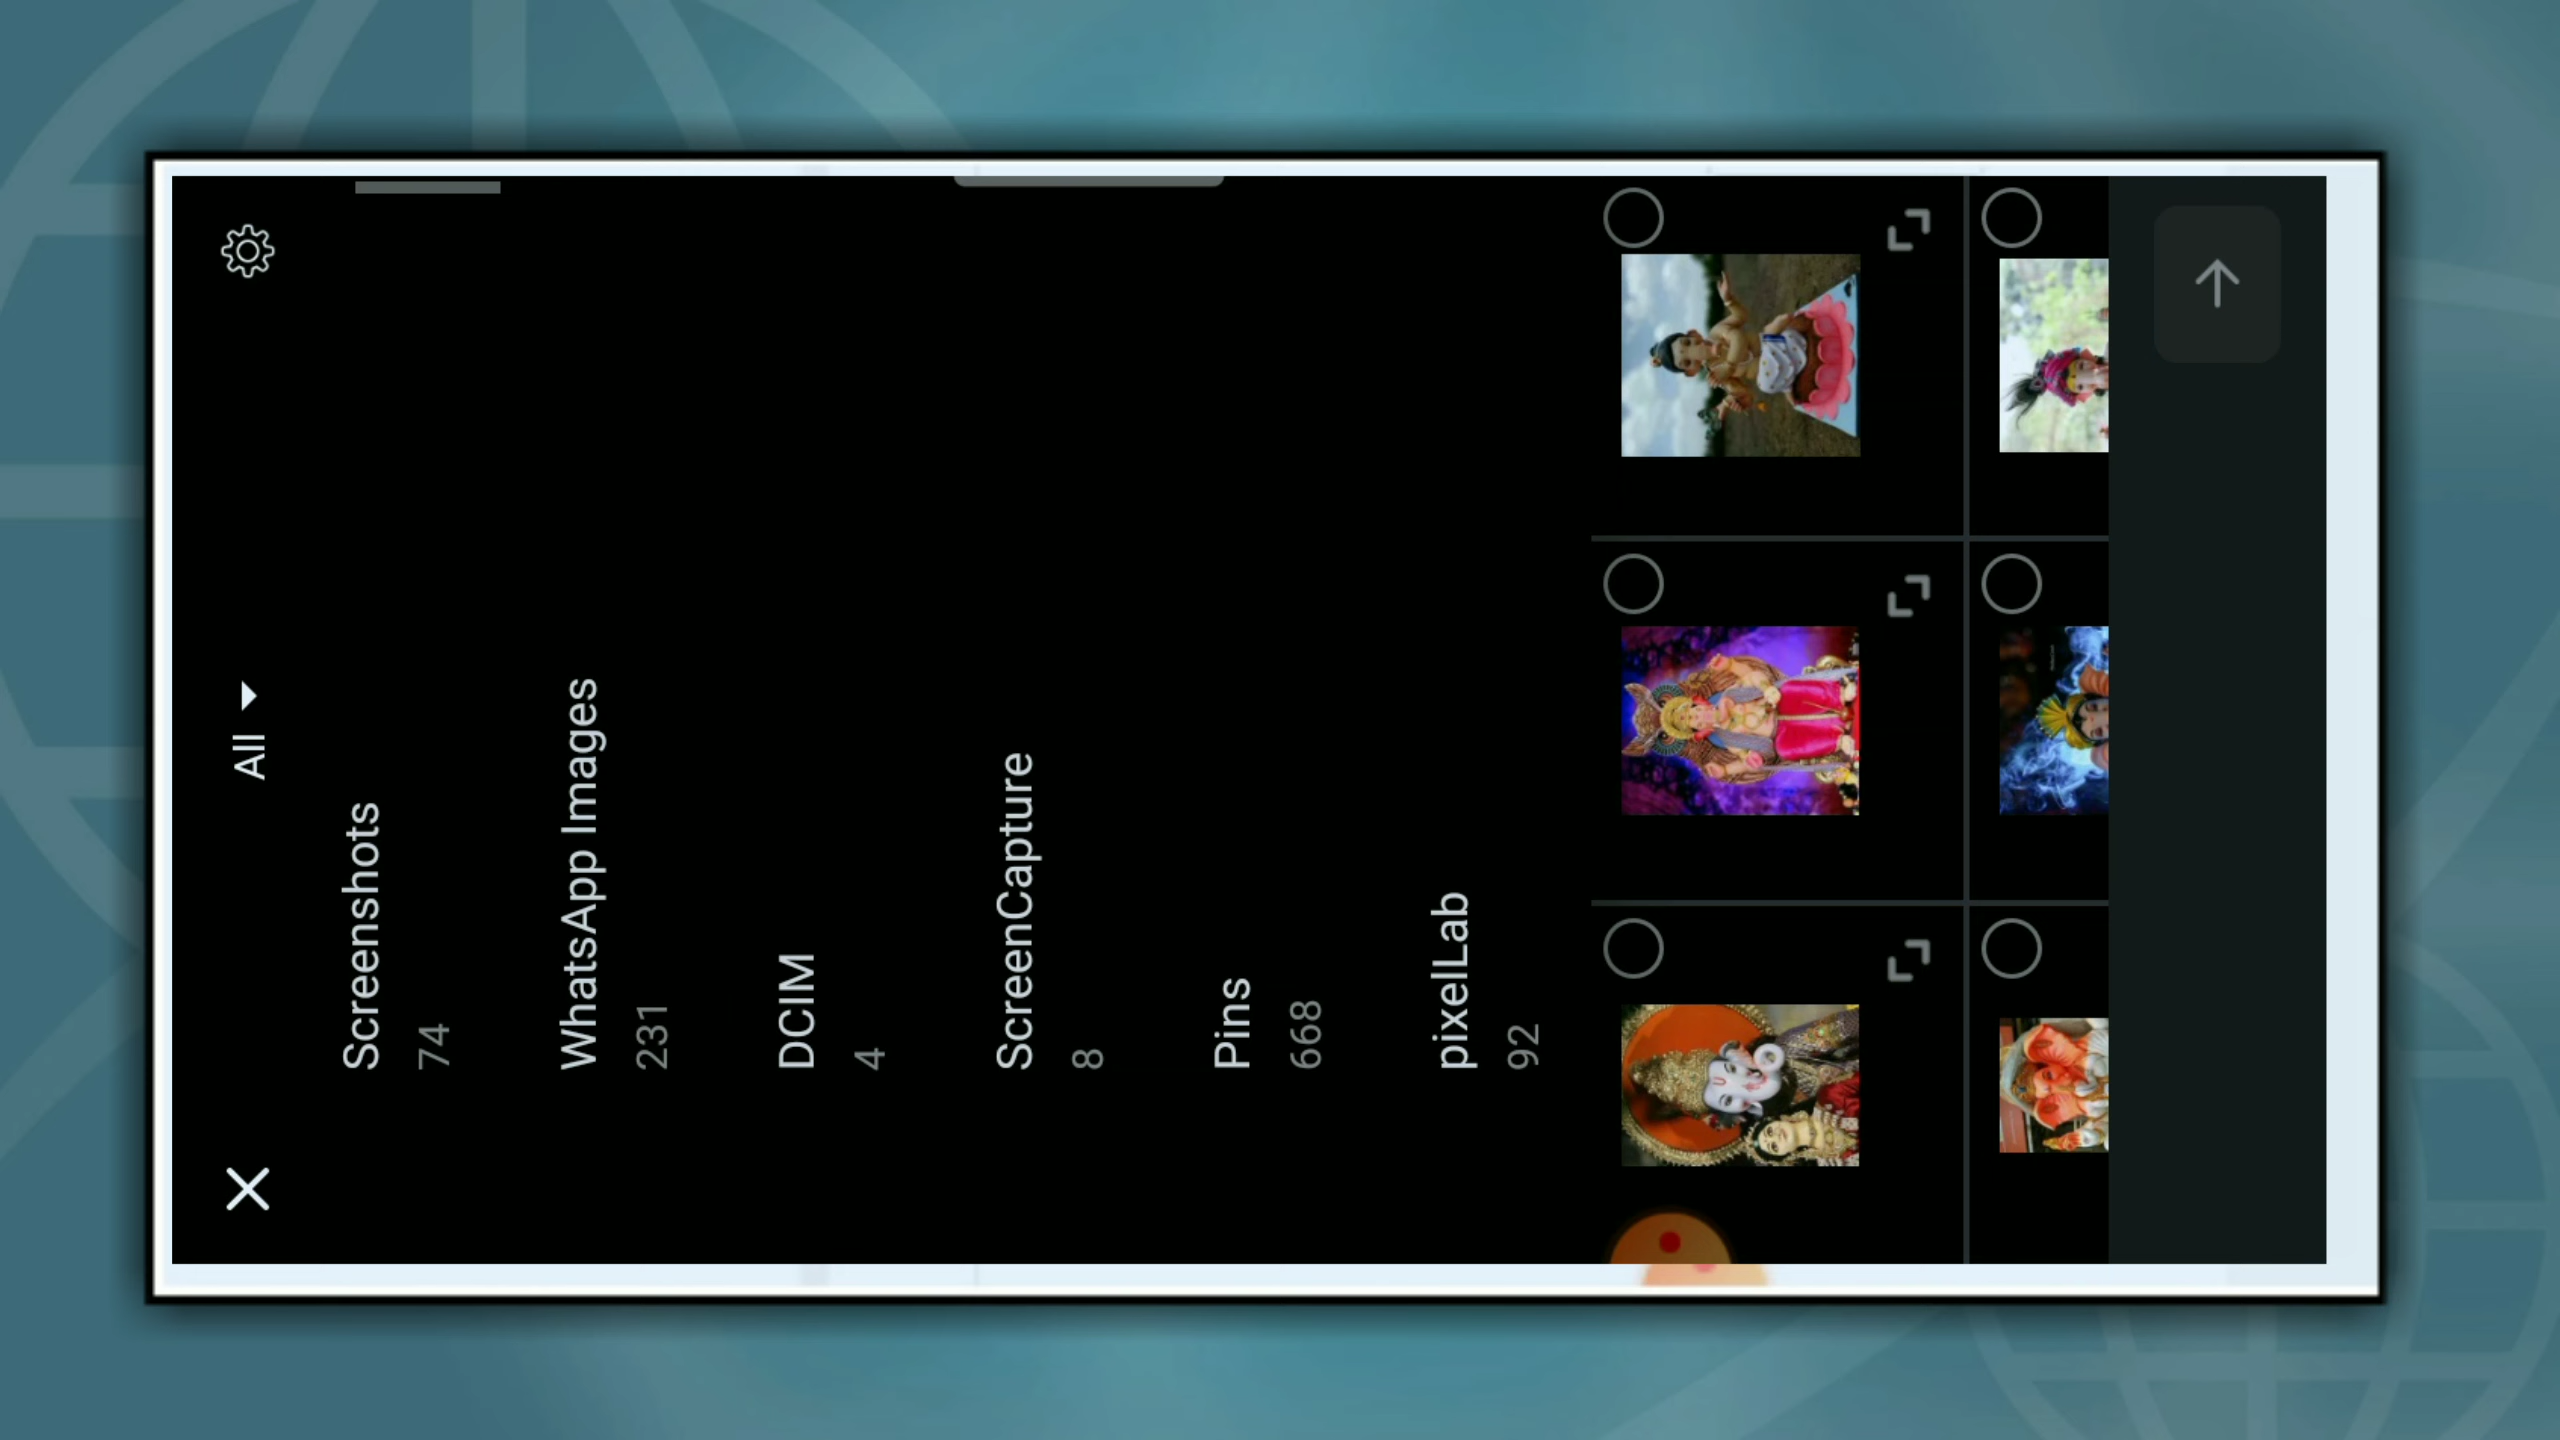 All
Screenshots
74
WhatsApp Images
231
DCIM
4
ScreenCapture
8
Pins
668
pixelLab
92